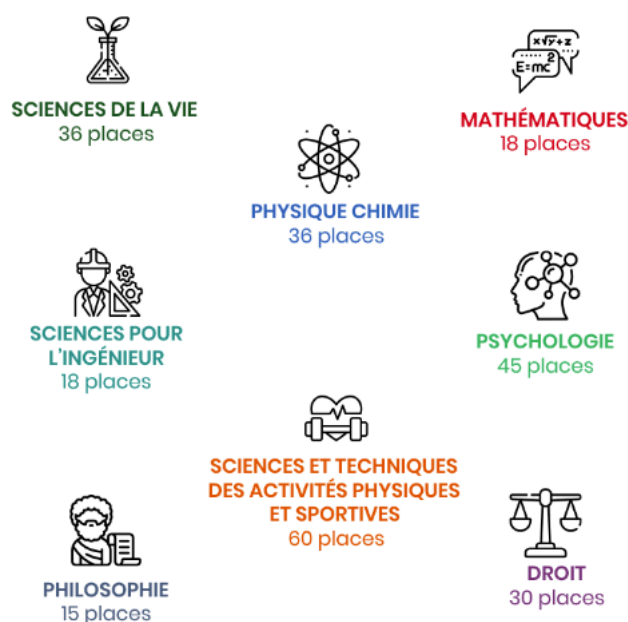 SCIENCES DE LA VIE
36 places
x√y+z
E=mc²
MATHÉMATIQUES
18 places
PHYSIQUE CHIMIE
36 places
SCIENCES POUR
L'INGÉNIEUR
18 places
PSYCHOLOGIE
45 places
SCIENCES ET TECHNIQUES
DES ACTIVITÉS PHYSIQUES
ET SPORTIVES
60 places
PHILOSOPHIE
15 places
DROIT
30 places